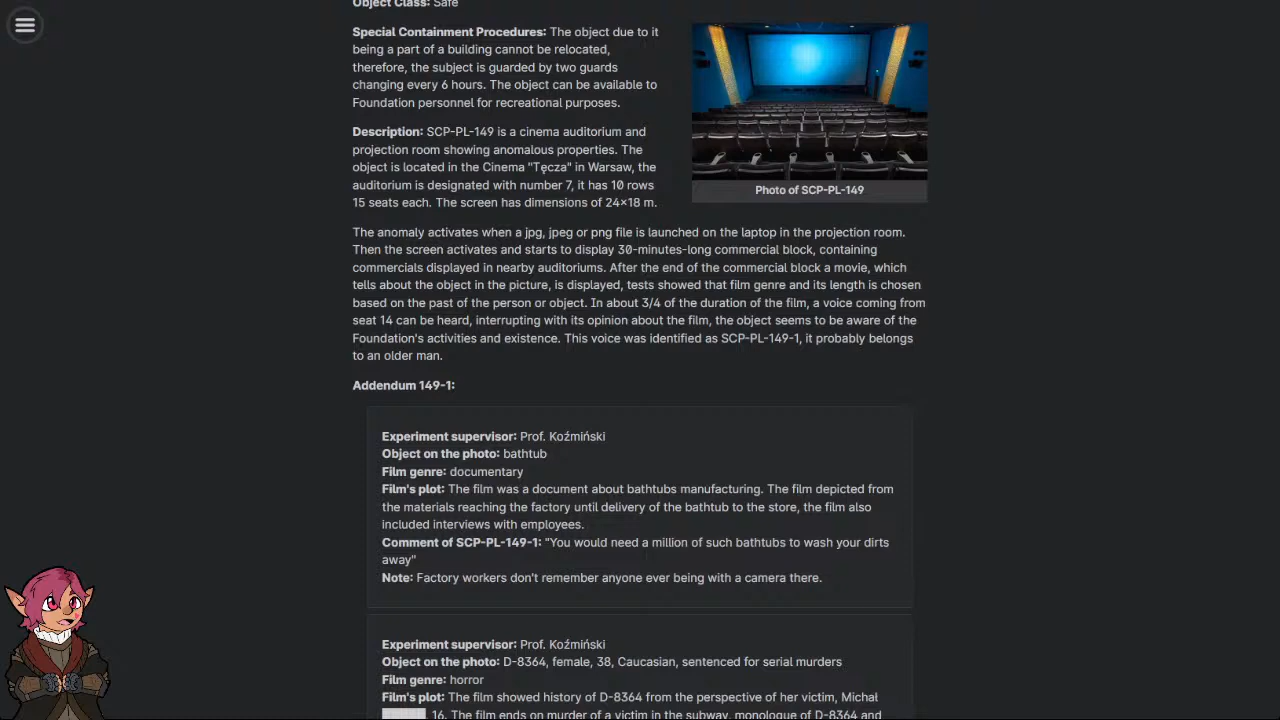 Object Class: Safe
Special Containment Procedures: The object due to it
being a part of a building cannot be relocated,
therefore, the subject is guarded by two guards
changing every 6 hours. The object can be available to
Foundation personnel for recreational purposes.
Description: SCP-PL-149 is a cinema auditorium and
projection room showing anomalous properties. The
object is located in the Cinema "Tęcza" in Warsaw, the
auditorium is designated with number 7, it has 10 rows
15 seats each. The screen has dimensions of 24×18 m.
Photo of SCP-PL-149
The anomaly activates when a jpg, jpeg or png file is launched on the laptop in the projection room.
Then the screen activates and starts to display 30-minutes-long commercial block, containing
commercials displayed in nearby auditoriums. After the end of the commercial block a movie, which
tells about the object in the picture, is displayed, tests showed that film genre and its length is chosen
based on the past of the person or object. In about 3/4 of the duration of the film, a voice coming from
seat 14 can be heard, interrupting with its opinion about the film, the object seems to be aware of the
Foundation's activities and existence. This voice was identified as SCP-PL-149-1, it probably belongs
to an older man.
Addendum 149-1:
Experiment supervisor: Prof. Koźmiński
Object on the photo: bathtub
Film genre: documentary
Film's plot: The film was a document about bathtubs manufacturing. The film depicted from
the materials reaching the factory until delivery of the bathtub to the store, the film also
included interviews with employees.
Comment of SCP-PL-149-1: "You would need a million of such bathtubs to wash your dirts
away"
Note: Factory workers don't remember anyone ever being with a camera there.
Experiment supervisor: Prof. Koźmiński
Object on the photo: D-8364, female, 38, Caucasian, sentenced for serial murders
Film genre: horror
Film's plot: The film showed history of D-8364 from the perspective of her victim, Michał
██████, 16. The film ends on murder of a victim in the subway, monologue of D-8364 and